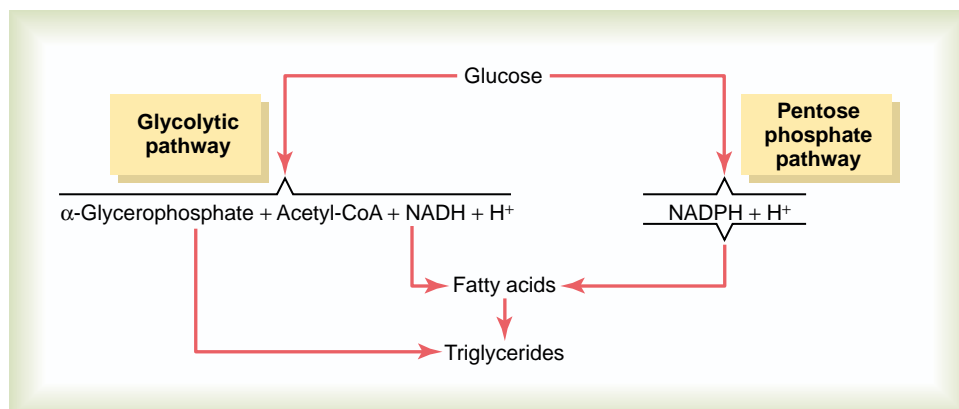 Glucose
Glycolytic
pathway
Pentose
phosphate
pathway
α-Glycerophosphate + Acetyl-CoA + NADH + H⁺
NADPH + H⁺
Fatty acids
Triglycerides